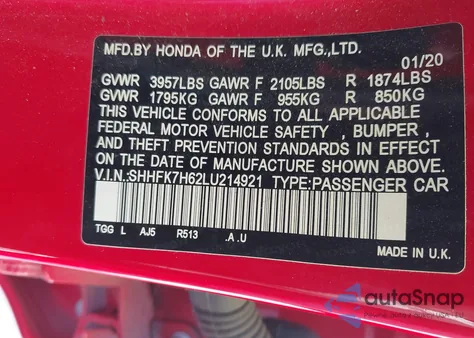 MFD.BY HONDA OF THE U.K. MFG.,LTD.
01/20
GVWR 3957LBS GAWR F 2105LBS R 1874LBS
GVWR 1795KG GAWR F 955KG R 850KG
THIS VEHICLE CONFORMS TO ALL APPLICABLE
FEDERAL MOTOR VEHICLE SAFETY , BUMPER ,
AND THEFT PREVENTION STANDARDS IN EFFECT
ON THE DATE OF MANUFACTURE SHOWN ABOVE.
V.I.N.:SHHFK7H62LU214921 TYPE:PASSENGER CAR
TGG L AJ5 R513 .A.U
MADE IN U.K.
autoSnap